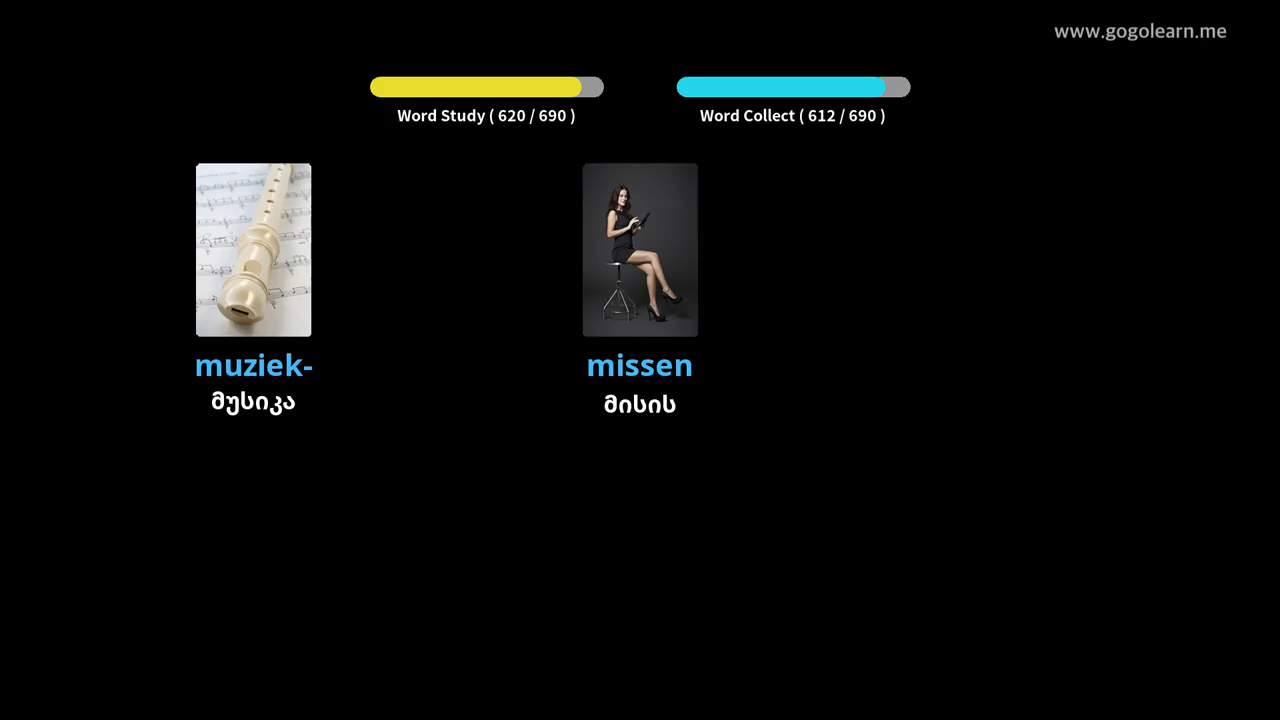 www.gogolearn.me
Word Study ( 620 / 690 )
Word Collect ( 612 / 690 )
muziek-
მუსიკა
missen
მისის